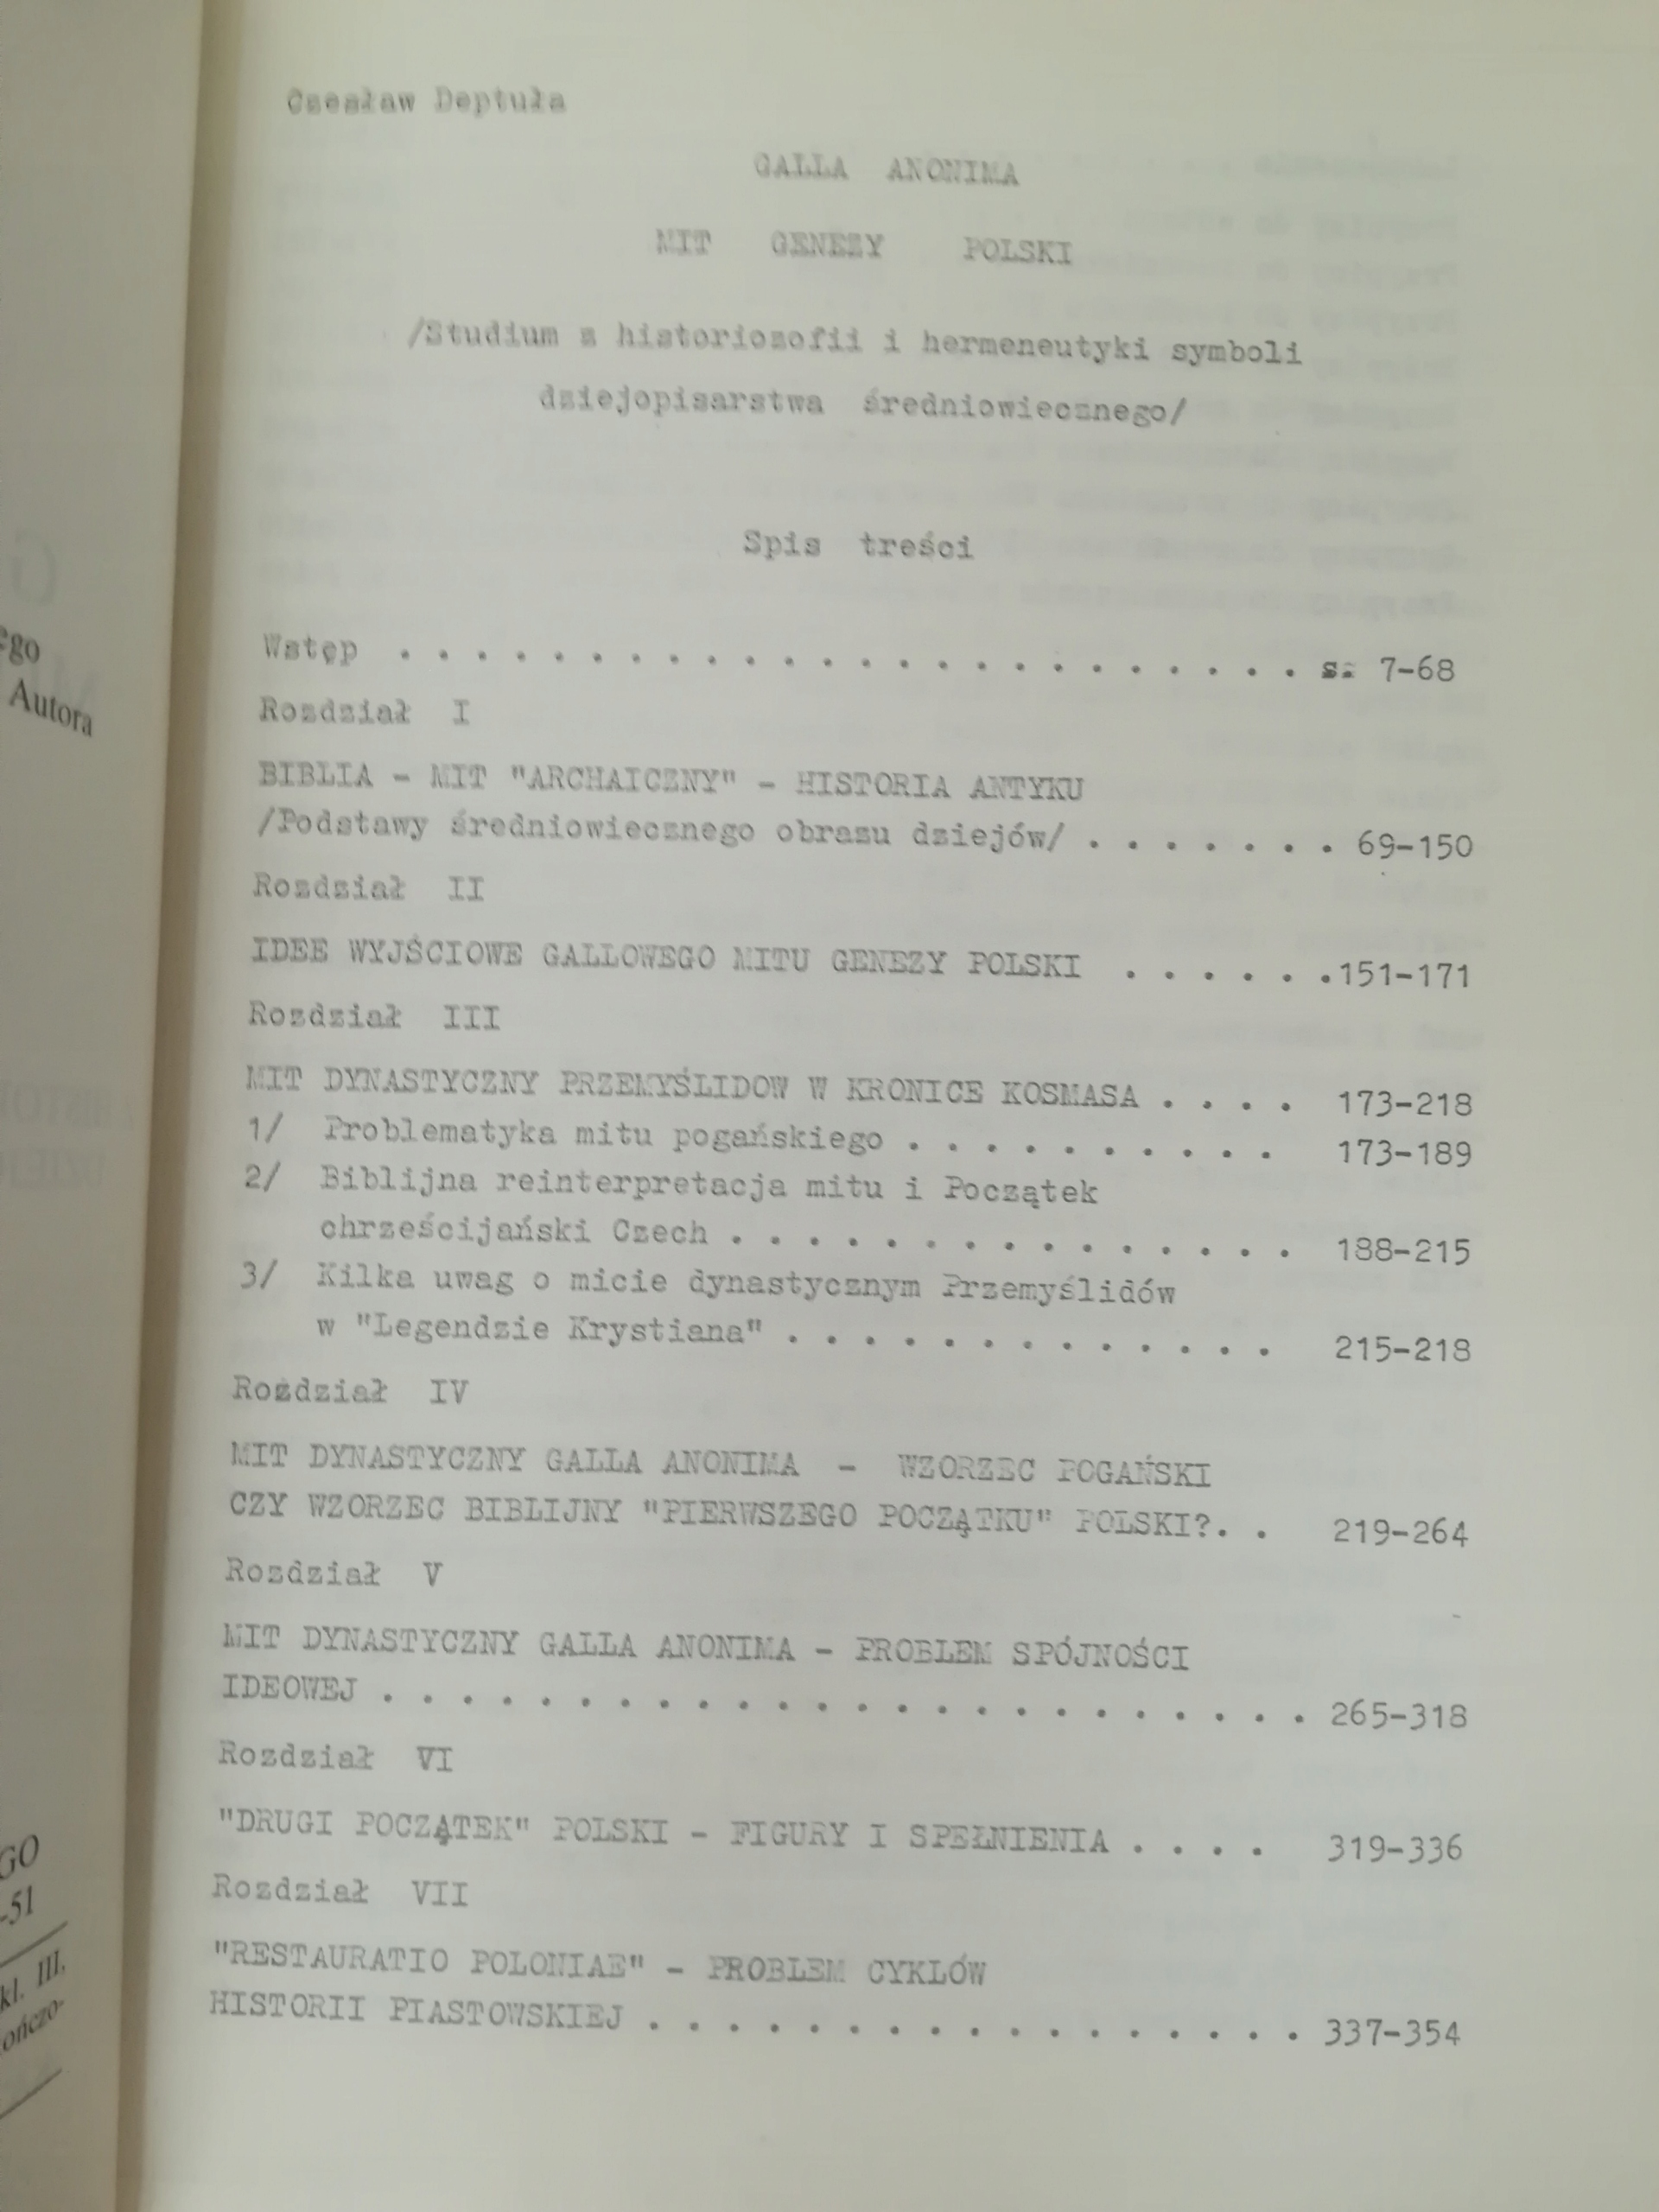 Czesław Deptuła
GALLA ANONIMA
MIT GENEZY POLSKI
/Studium z historiozofii i hermeneutyki symboli
dziejopisarstwa średniowiecznego/
Spis treści
Wstęp . . . . . . . . . . . . . . . . . . . . . . . . s. 7-68
Rozdział I
BIBLIA - MIT "ARCHAICZNY" - HISTORIA ANTYKU
/Podstawy średniowiecznego obrazu dziejów/ . . . . . . . 69-150
Rozdział II
IDEE WYJŚCIOWE GALLOWEGO MITU GENEZY POLSKI . . . . . . 151-171
Rozdział III
MIT DYNASTYCZNY PRZEMYŚLIDOW W KRONICE KOSMASA . . . . 173-218
1/ Problematyka mitu pogańskiego . . . . . . . . . . 173-189
2/ Biblijna reinterpretacja mitu i Początek
chrześcijański Czech . . . . . . . . . . . . . . . 188-215
3/ Kilka uwag o micie dynastycznym Przemyślidów
w "Legendzie Krystiana" . . . . . . . . . . . . . 215-218
Rozdział IV
MIT DYNASTYCZNY GALLA ANONIMA - WZORZEC POGAŃSKI
CZY WZORZEC BIBLIJNY "PIERWSZEGO POCZĄTKU" POLSKI?. . 219-264
Rozdział V
MIT DYNASTYCZNY GALLA ANONIMA - PROBLEM SPÓJNOŚCI
IDEOWEJ . . . . . . . . . . . . . . . . . . . . . . . . 265-318
Rozdział VI
"DRUGI POCZĄTEK" POLSKI - FIGURY I SPEŁNIENIA . . . . 319-336
Rozdział VII
"RESTAURATIO POLONIAE" - PROBLEM CYKLÓW
HISTORII PIASTOWSKIEJ . . . . . . . . . . . . . . . . . 337-354
Autora
-51
III.